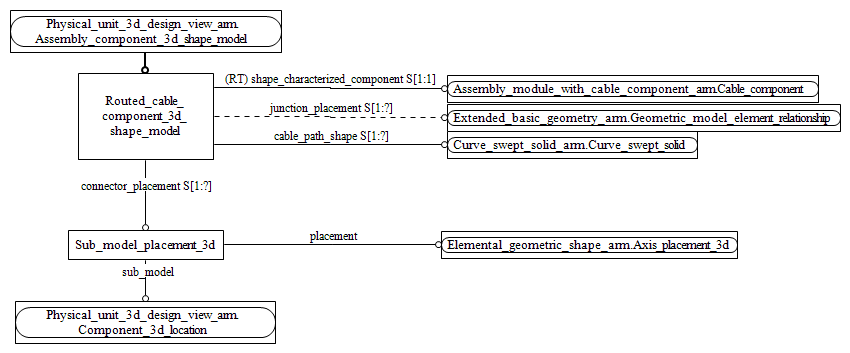 Physical_unit_3d_design_view_arm.
Assembly_component_3d_shape_model
(RT) shape_characterized_component S[1:1]
Assembly_module_with_cable_component_arm.Cable_component
Routed_cable_
component_3d_
shape_model
junction_placement S[1:?]
Extended_basic_geometry_arm.Geometric_model_element_relationship
cable_path_shape S[1:?]
Curve_swept_solid_arm.Curve_swept_solid
connector_placement S[1:?]
Sub_model_placement_3d
placement
Elemental_geometric_shape_arm.Axis_placement_3d
sub_model
Physical_unit_3d_design_view_arm.
Component_3d_location